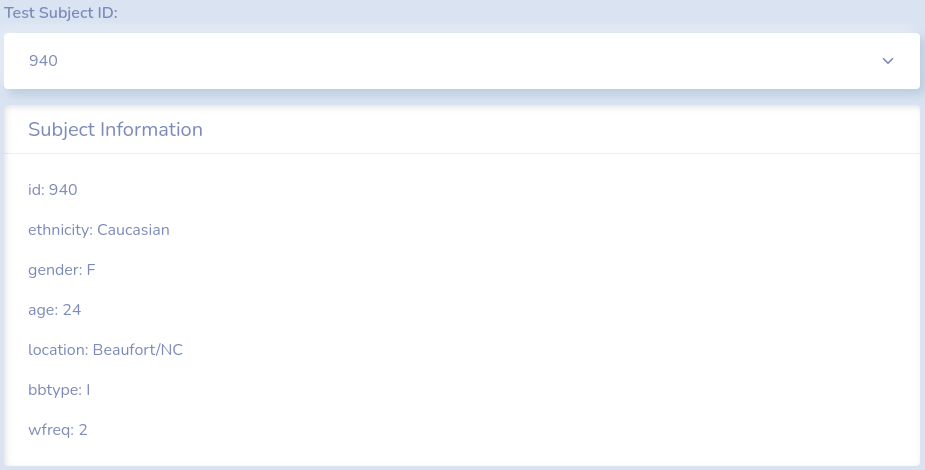 Test Subject ID:
940
Subject Information
id: 940
ethnicity: Caucasian
gender: F
age: 24
location: Beaufort/NC
bbtype: I
wfreq: 2